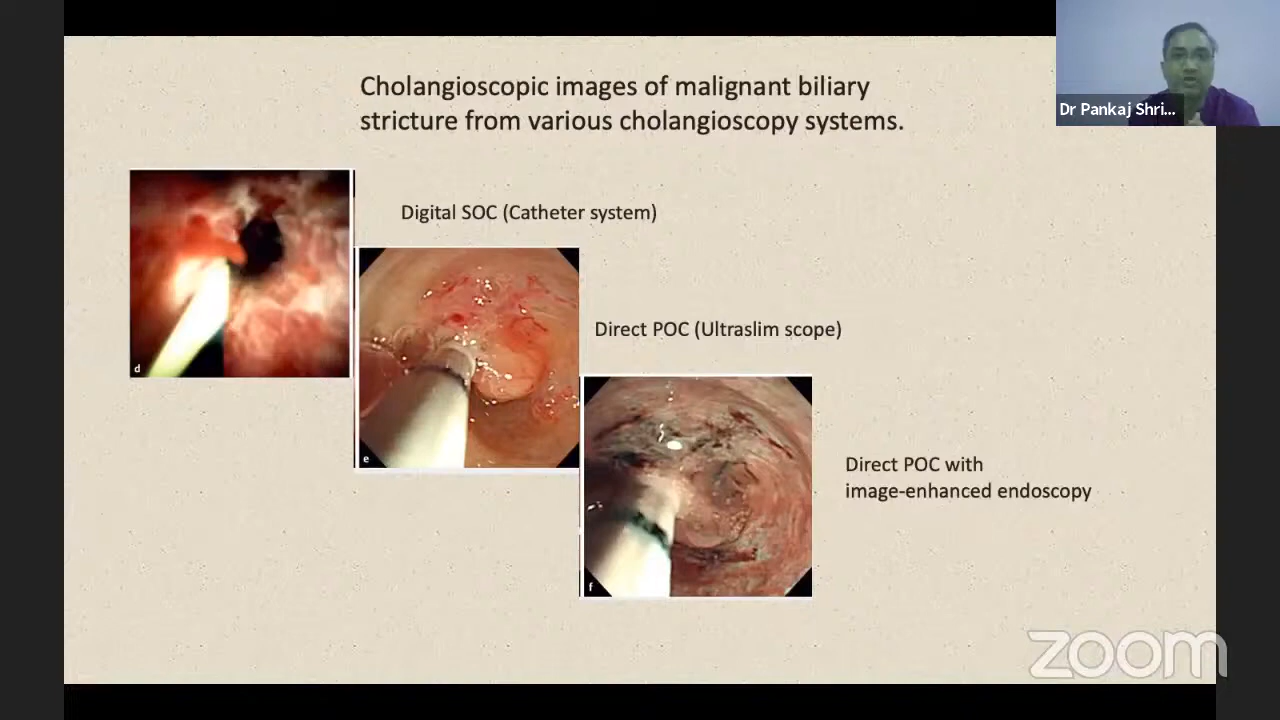 Cholangioscopic images of malignant biliary
stricture from various cholangioscopy systems.
Dr Pankaj Shri...
Digital SOC (Catheter system)
d
Direct POC (Ultraslim scope)
e
Direct POC with
image-enhanced endoscopy
f
zoom